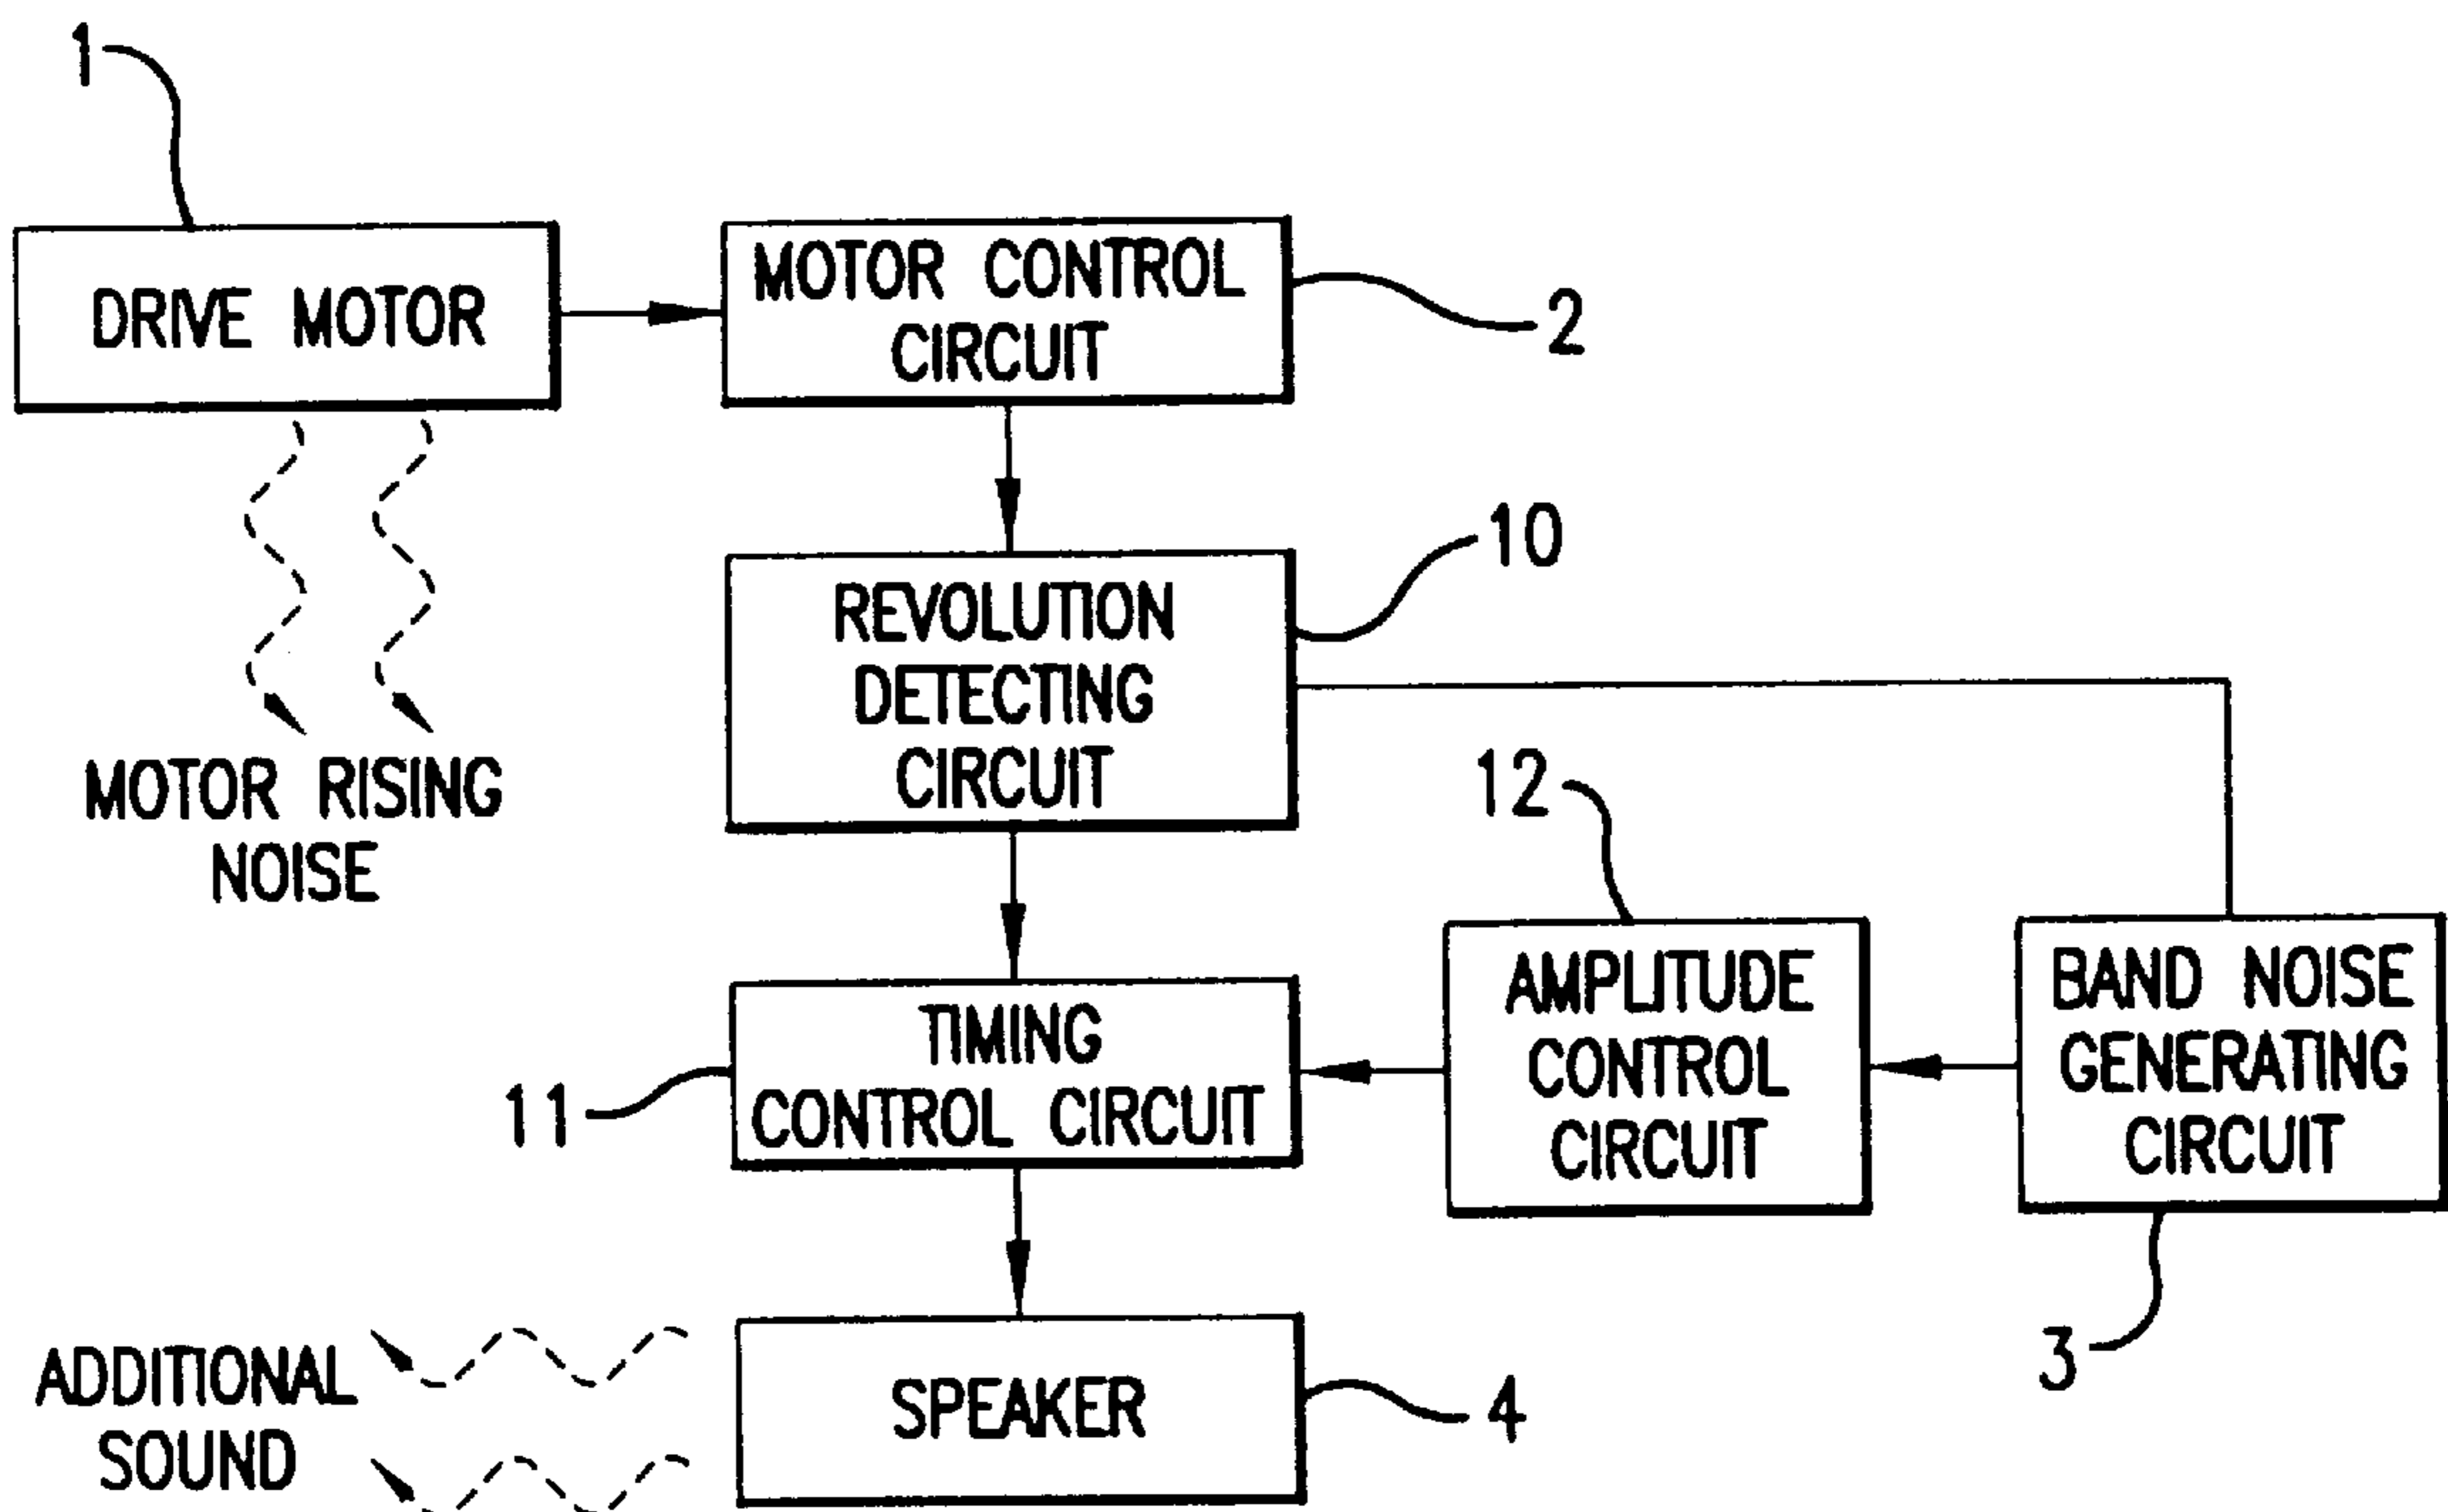 1
DRIVE MOTOR
MOTOR CONTROL
CIRCUIT
2
REVOLUTION
DETECTING
CIRCUIT
10
MOTOR RISING
NOISE
12
AMPLITUDE
CONTROL
CIRCUIT
BAND NOISE
GENERATING
CIRCUIT
3
TIMING
CONTROL CIRCUIT
11
ADDITIONAL
SOUND
SPEAKER
4